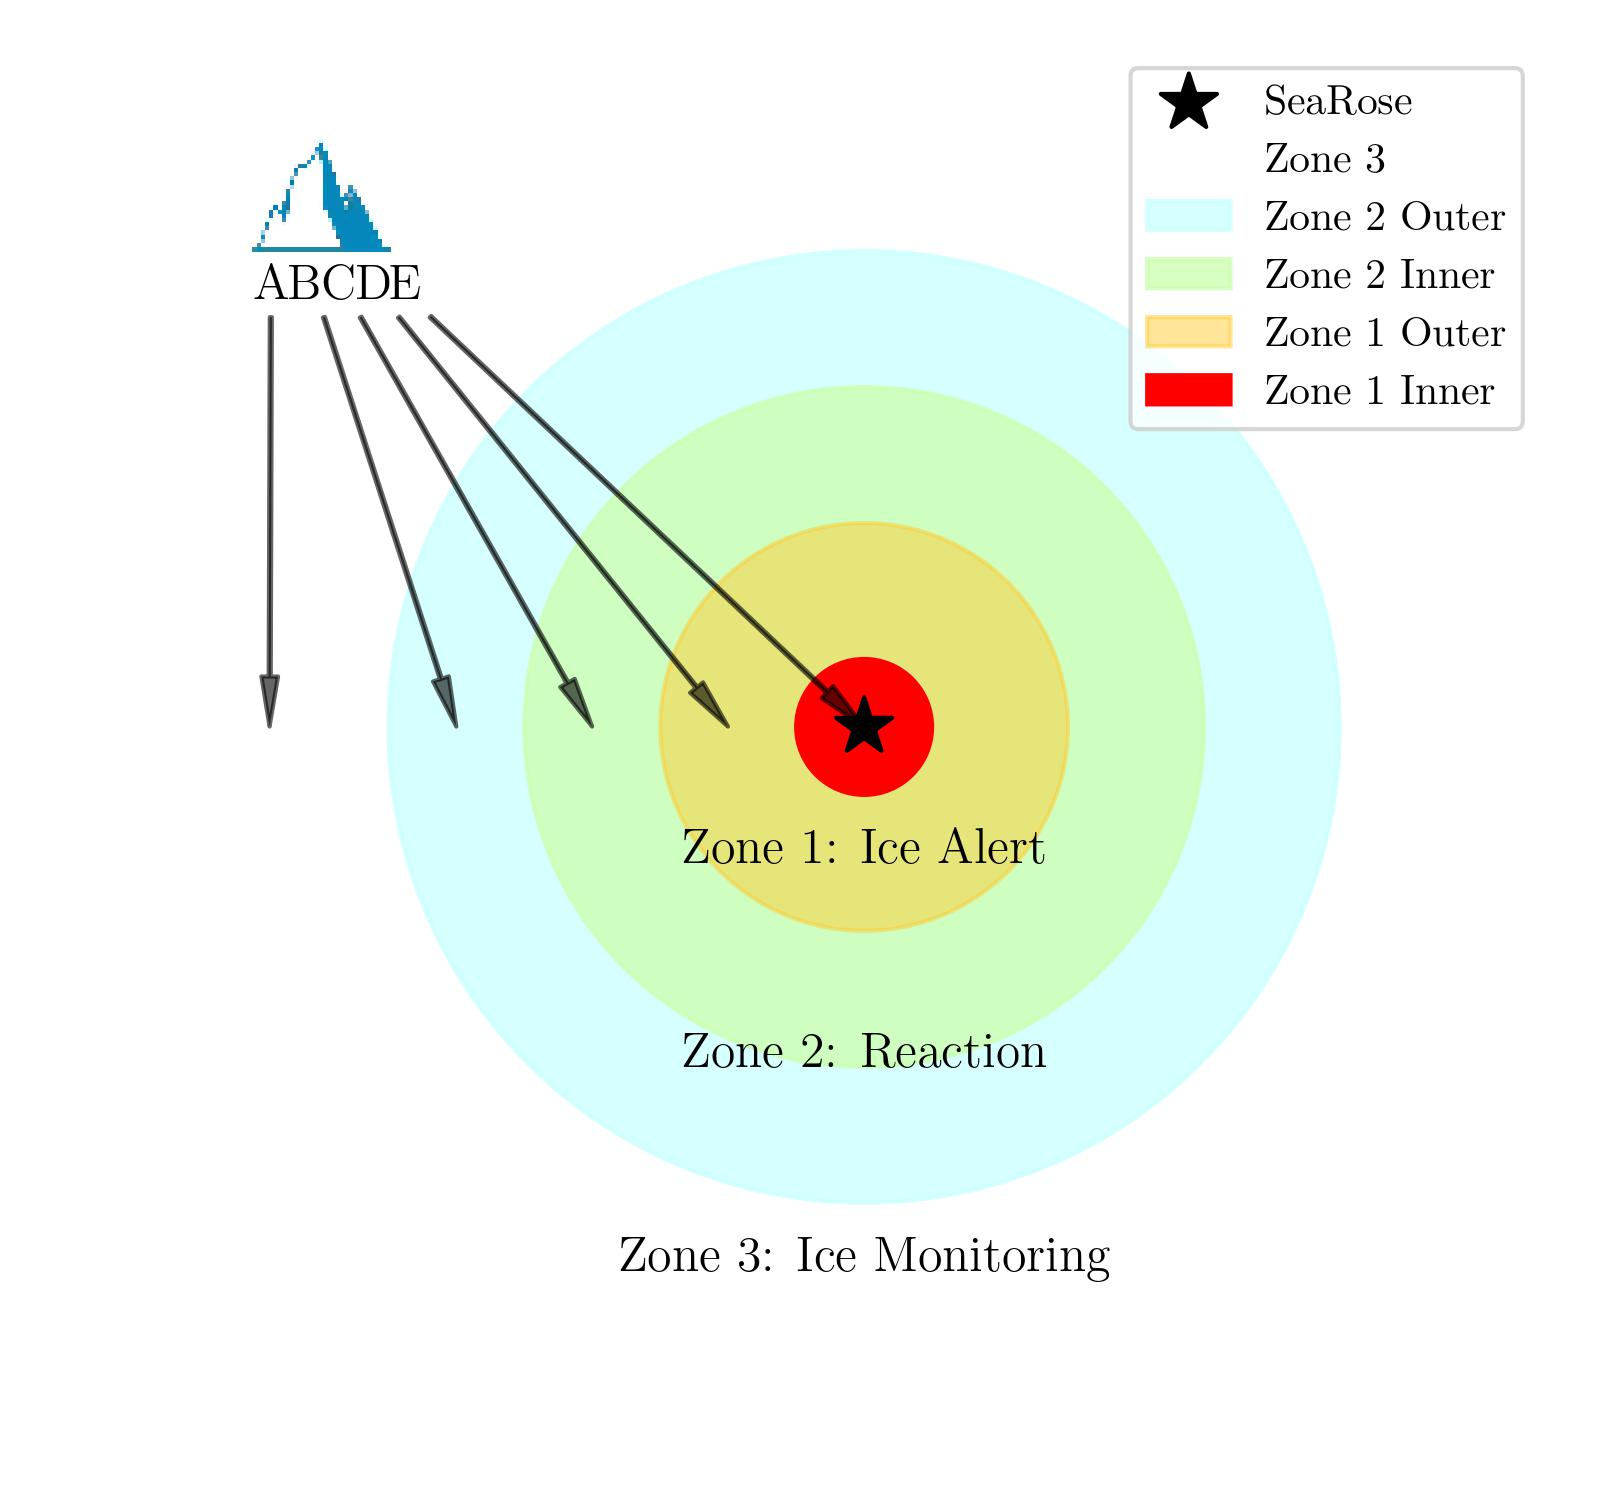 SeaRose
Zone 3
Zone 2 Outer
Zone 2 Inner
Zone 1 Outer
Zone 1 Inner
ABCDE
Zone 1: Ice Alert
Zone 2: Reaction
Zone 3: Ice Monitoring